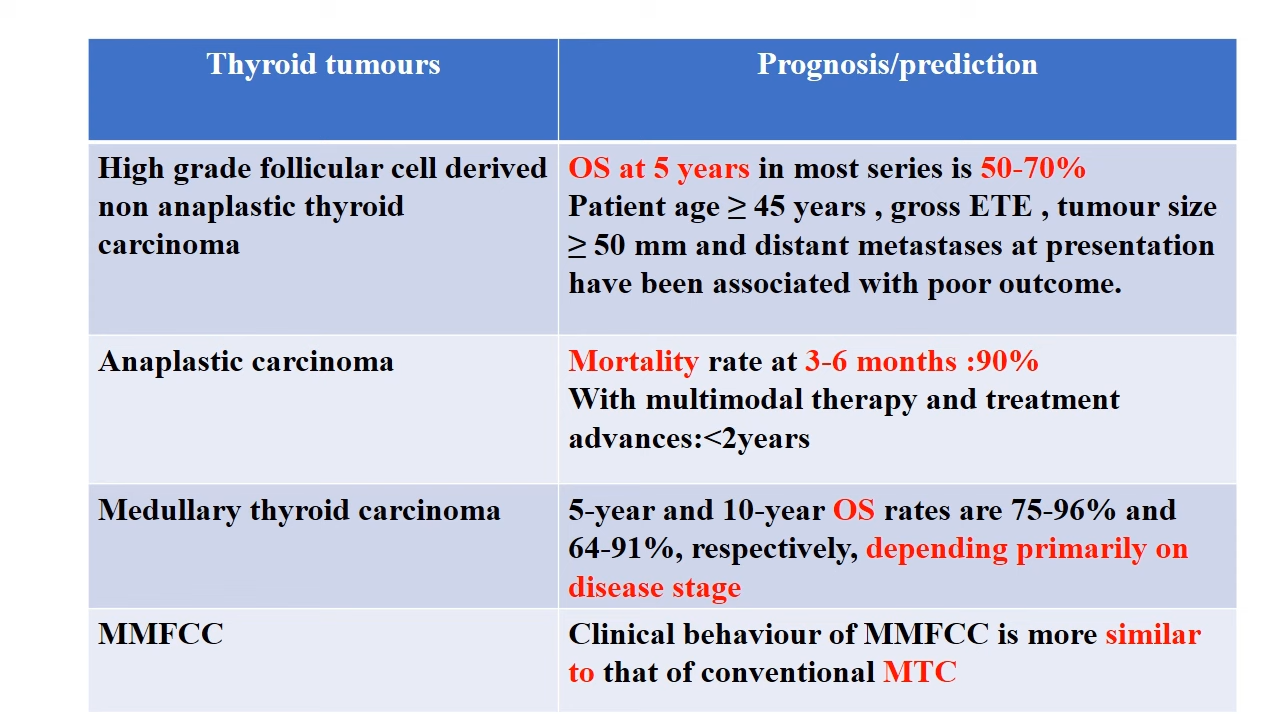 Thyroid tumours
Prognosis/prediction
High grade follicular cell derived
non anaplastic thyroid
carcinoma
OS at 5 years in most series is 50-70%
Patient age ≥ 45 years , gross ETE , tumour size
≥ 50 mm and distant metastases at presentation
have been associated with poor outcome.
Anaplastic carcinoma
Mortality rate at 3-6 months :90%
With multimodal therapy and treatment
advances:<2years
Medullary thyroid carcinoma
5-year and 10-year OS rates are 75-96% and
64-91%, respectively, depending primarily on
disease stage
MMFCC
Clinical behaviour of MMFCC is more similar
to that of conventional MTC